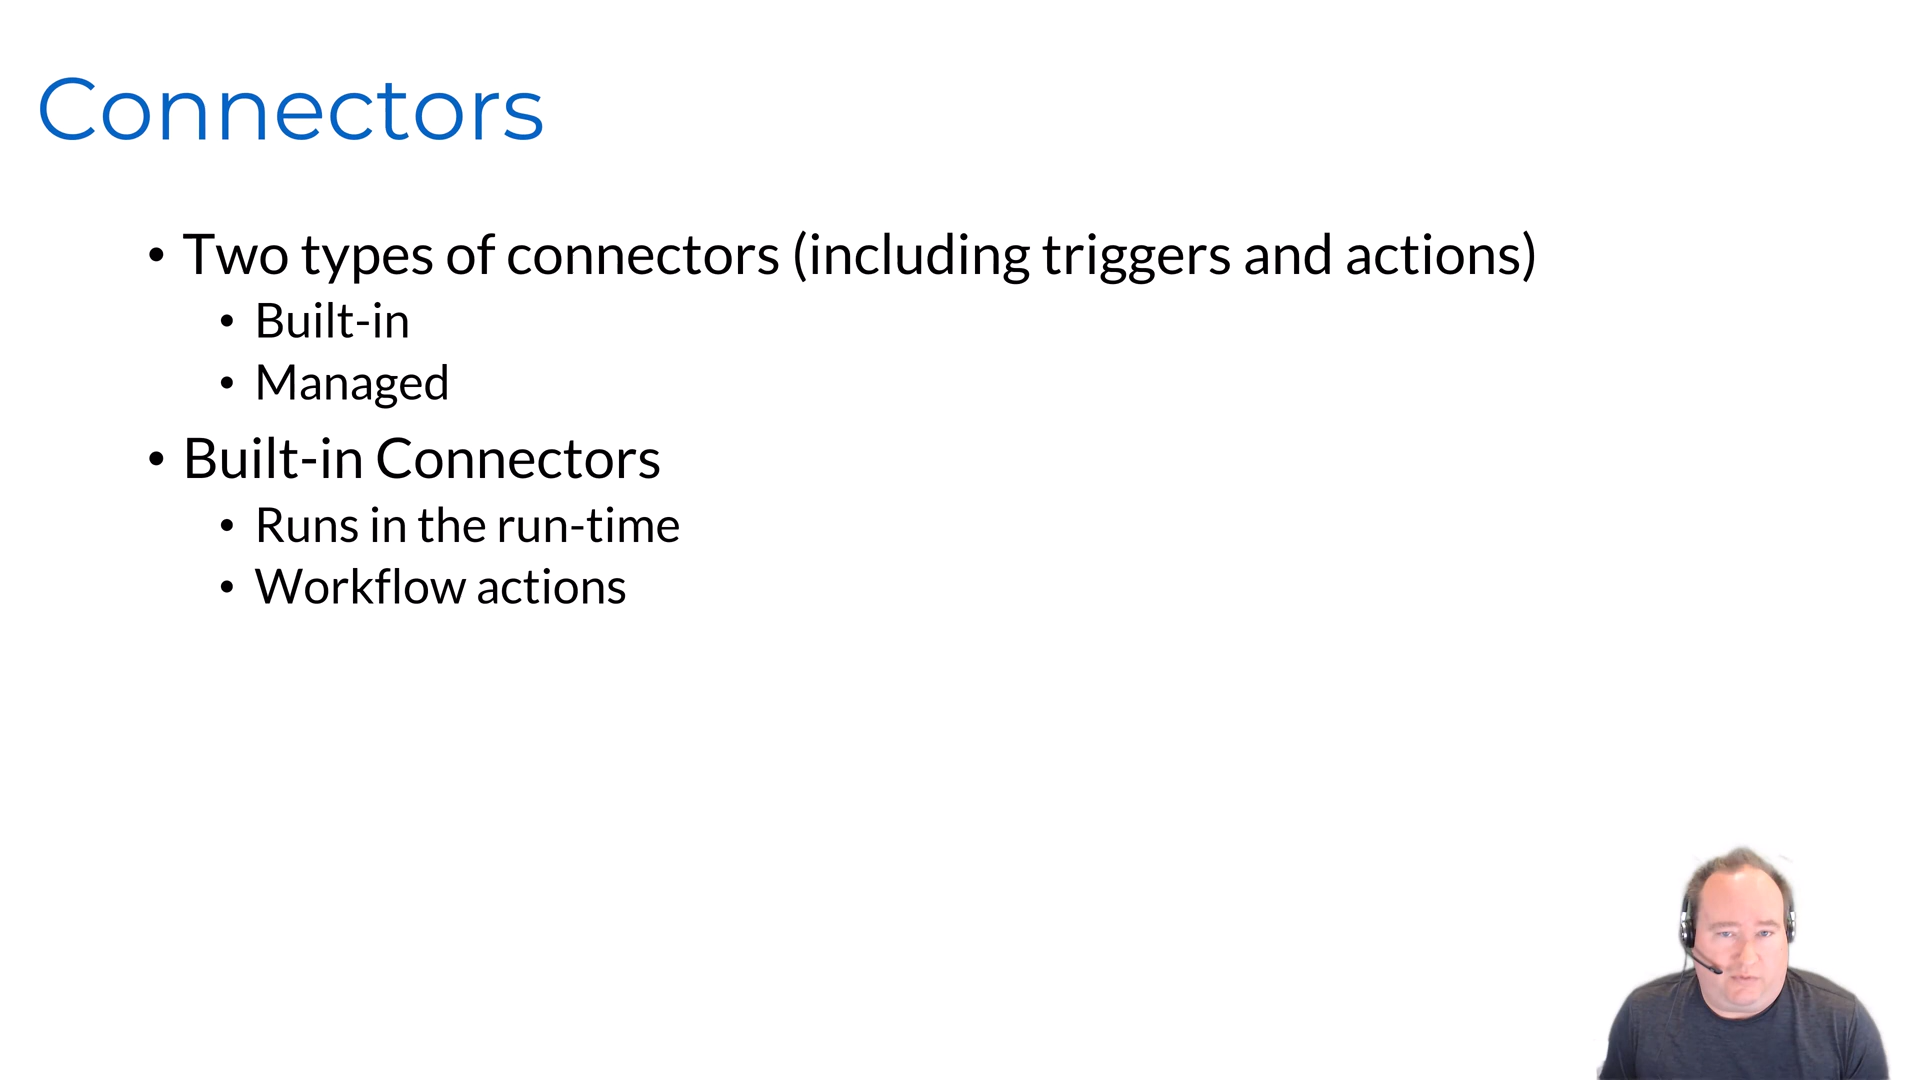 Connectors
• Two types of connectors (including triggers and actions)
• Built-in
• Managed
• Built-in Connectors
• Runs in the run-time
• Workflow actions